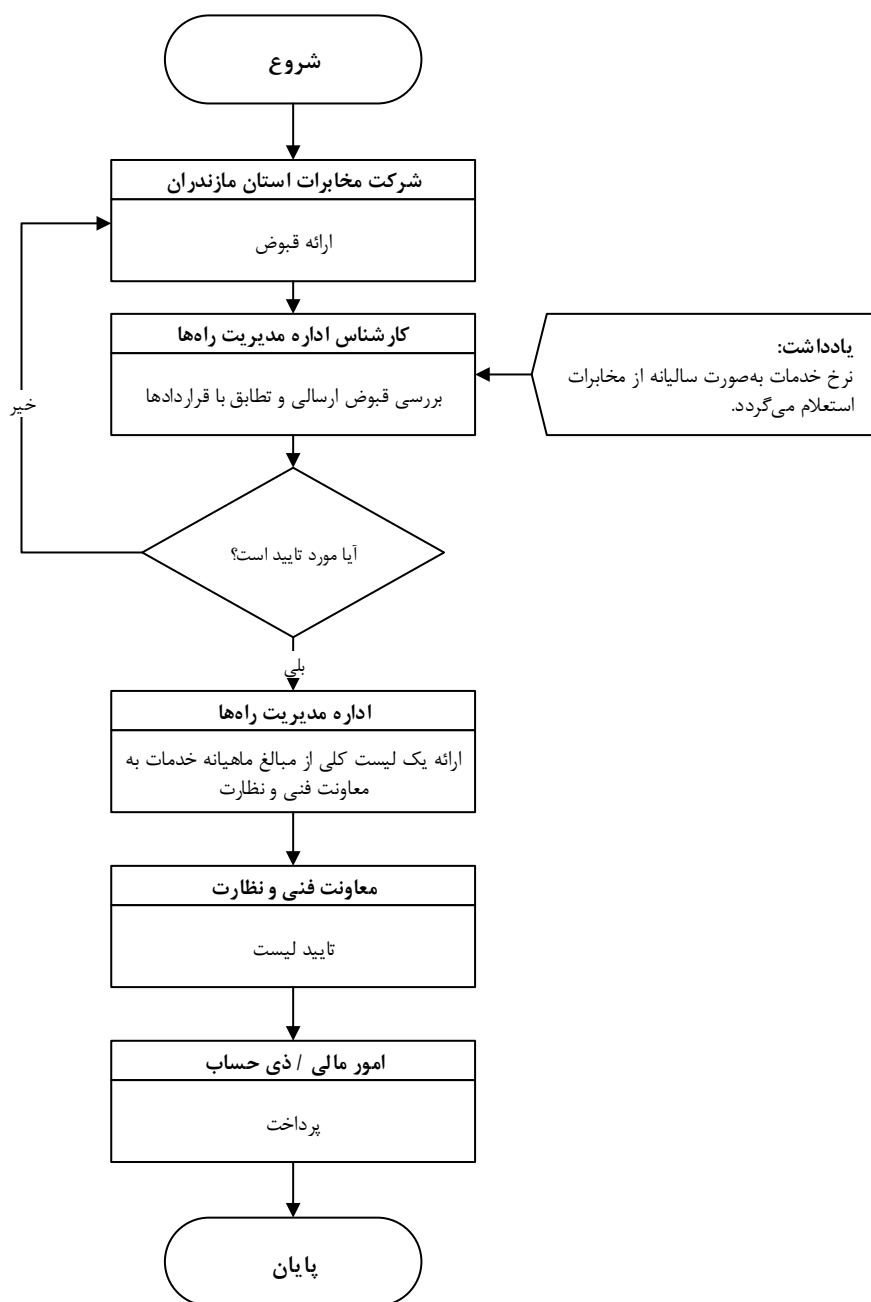 شروع
شرکت مخابرات استان مازندران
ارائه قبوض
کارشناس اداره مدیریت راه‌ها
بررسی قبوض ارسالی و تطابق با قراردادها
یادداشت:
نرخ خدمات به‌صورت سالیانه از مخابرات
استعلام می‌گردد.
خیر
آیا مورد تایید است؟
بلی
اداره مدیریت راه‌ها
ارائه یک لیست کلی از مبالغ ماهیانه خدمات به
معاونت فنی و نظارت
معاونت فنی و نظارت
تایید لیست
امور مالی / ذی حساب
پرداخت
پایان